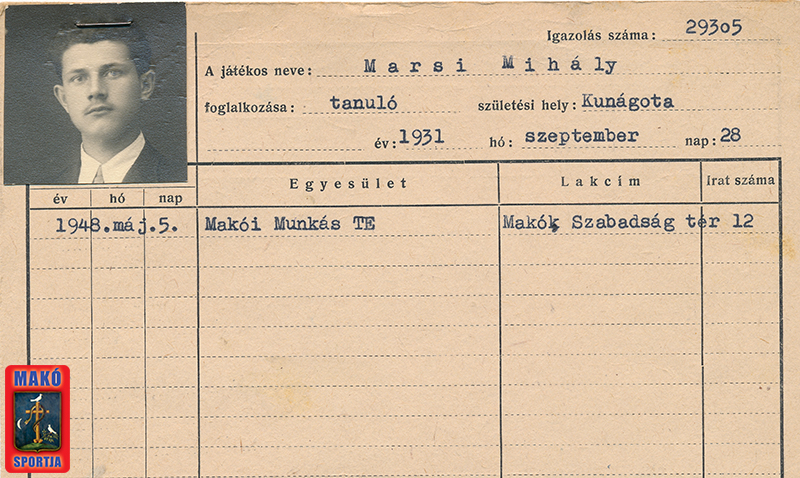 Igazolás száma: 29305
A játékos neve: Marsi Mihály
foglalkozása: tanuló születési hely: Kunágota
év: 1931 hó: szeptember nap: 28
év hó nap Egyesület Lakcím Irat száma
1948.máj.5. Makói Munkás TE Makó, Szabadság tér 12
MAKÓ
SPORTJA